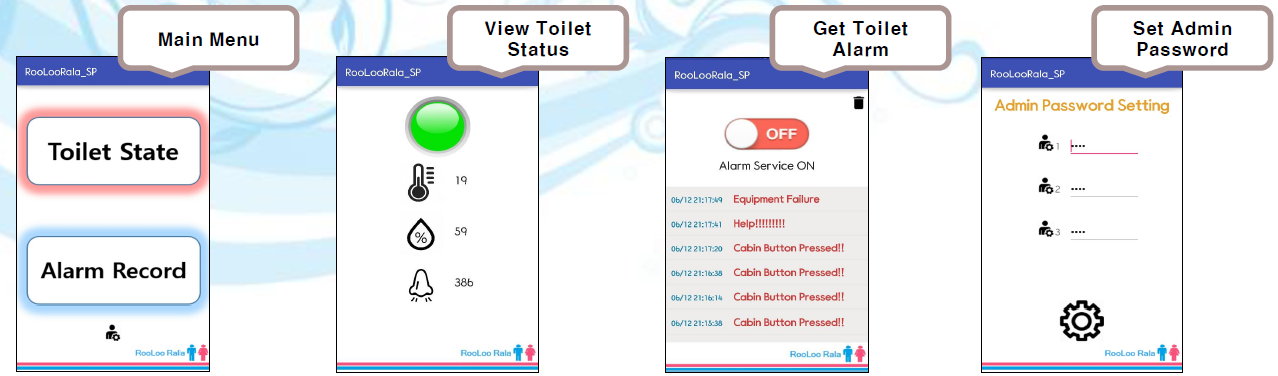 Main Menu
RooLooRala_SP
Toilet State
Alarm Record
RooLoo Rala
View Toilet
Status
RooLooRala_SP
19
%
59
386
RooLoo Rala
Get Toilet
Alarm
RooLooRala_SP
OFF
Alarm Service ON
06/12 21:17:49 Equipment Failure
06/12 21:17:41 Help!!!!!!!!!
06/12 21:17:20 Cabin Button Pressed!!
06/12 21:16:38 Cabin Button Pressed!!
06/12 21:16:14 Cabin Button Pressed!!
06/12 21:15:38 Cabin Button Pressed!!
RooLoo Rala
Set Admin
Password
RooLooRala_SP
Admin Password Setting
1 ····
2 ····
3 ····
RooLoo Rala